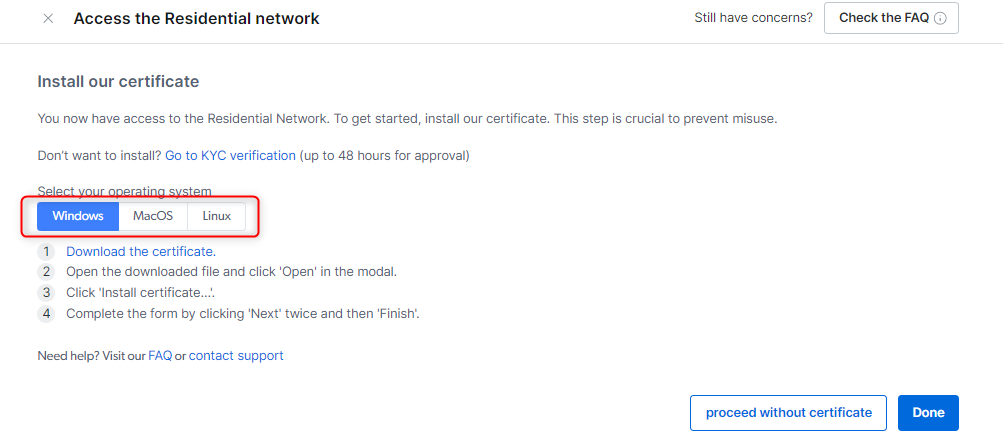 Access the Residential network
Still have concerns? Check the FAQ
Install our certificate
You now have access to the Residential Network. To get started, install our certificate. This step is crucial to prevent misuse.
Don't want to install? Go to KYC verification (up to 48 hours for approval)
Select your operating system
Windows MacOS Linux
1 Download the certificate.
2 Open the downloaded file and click 'Open' in the modal.
3 Click 'Install certificate...'.
4 Complete the form by clicking 'Next' twice and then 'Finish'.
Need help? Visit our FAQ or contact support
proceed without certificate Done